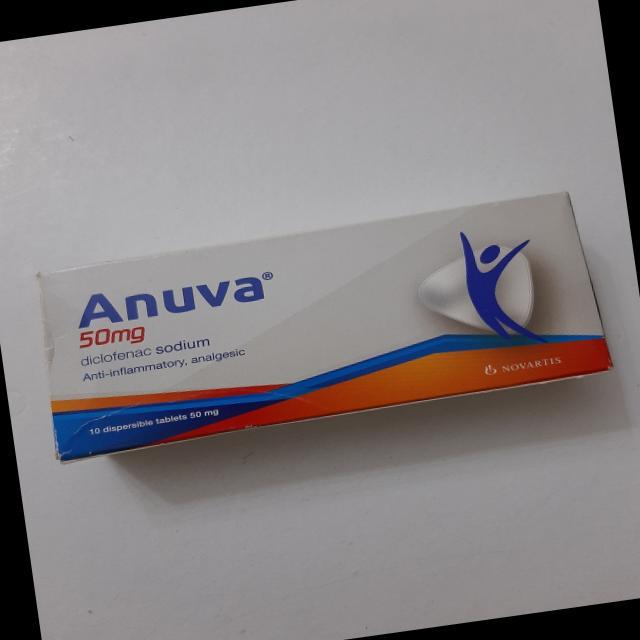 Anuva®
50mg
diclofenac sodium
Anti-inflammatory, analgesic
10 dispersible tablets 50 mg
NOVARTIS